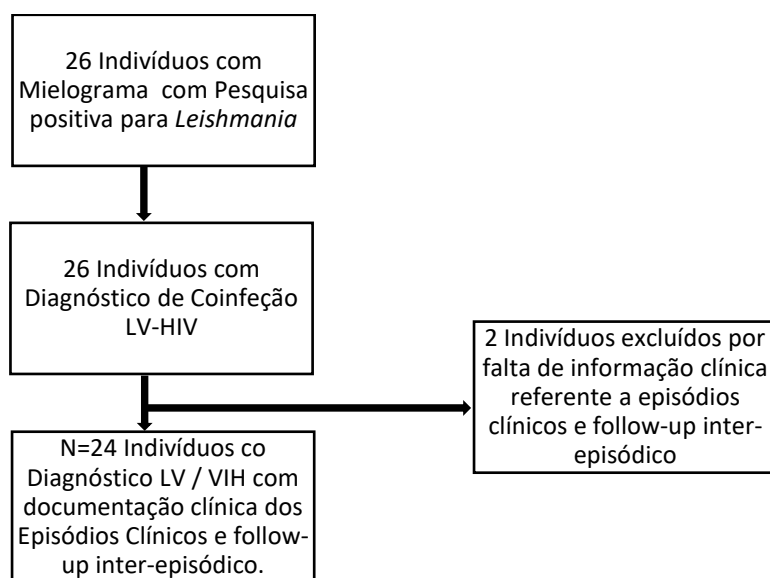 26 Indivíduos com
Mielograma com Pesquisa
positiva para Leishmania
26 Indivíduos com
Diagnóstico de Coinfeção
LV-HIV
2 Indivíduos excluídos por
falta de informação clínica
referente a episódios
clínicos e follow-up inter-
episódico
N=24 Indivíduos co
Diagnóstico LV / VIH com
documentação clínica dos
Episódios Clínicos e follow-
up inter-episódico.